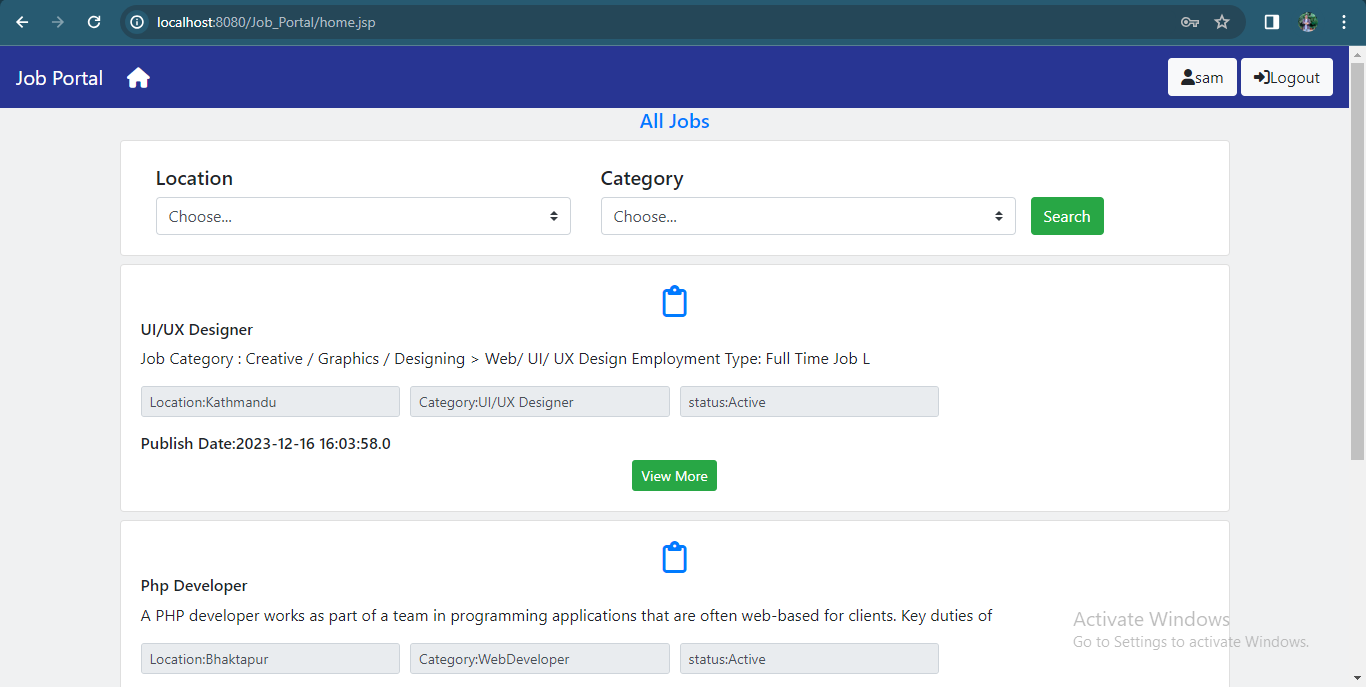 localhost:8080/Job_Portal/home.jsp
Job Portal
sam
Logout
All Jobs
Location
Category
Choose...
Choose...
Search
UI/UX Designer
Job Category : Creative / Graphics / Designing > Web/ UI/ UX Design Employment Type: Full Time Job L
Location:Kathmandu
Category:UI/UX Designer
status:Active
Publish Date:2023-12-16 16:03:58.0
View More
Php Developer
A PHP developer works as part of a team in programming applications that are often web-based for clients. Key duties of
Location:Bhaktapur
Category:WebDeveloper
status:Active
Activate Windows
Go to Settings to activate Windows.